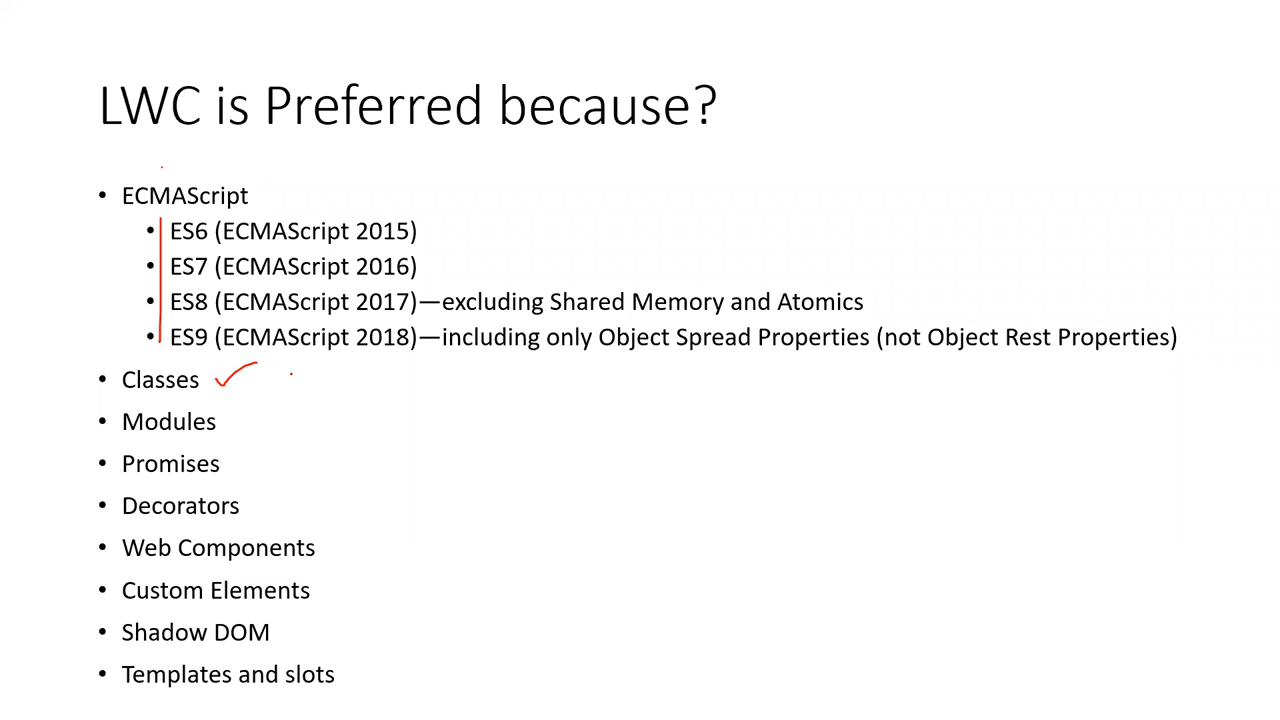 LWC is Preferred because?
• ECMAScript
• ES6 (ECMAScript 2015)
• ES7 (ECMAScript 2016)
• ES8 (ECMAScript 2017)—excluding Shared Memory and Atomics
• ES9 (ECMAScript 2018)—including only Object Spread Properties (not Object Rest Properties)
• Classes
• Modules
• Promises
• Decorators
• Web Components
• Custom Elements
• Shadow DOM
• Templates and slots